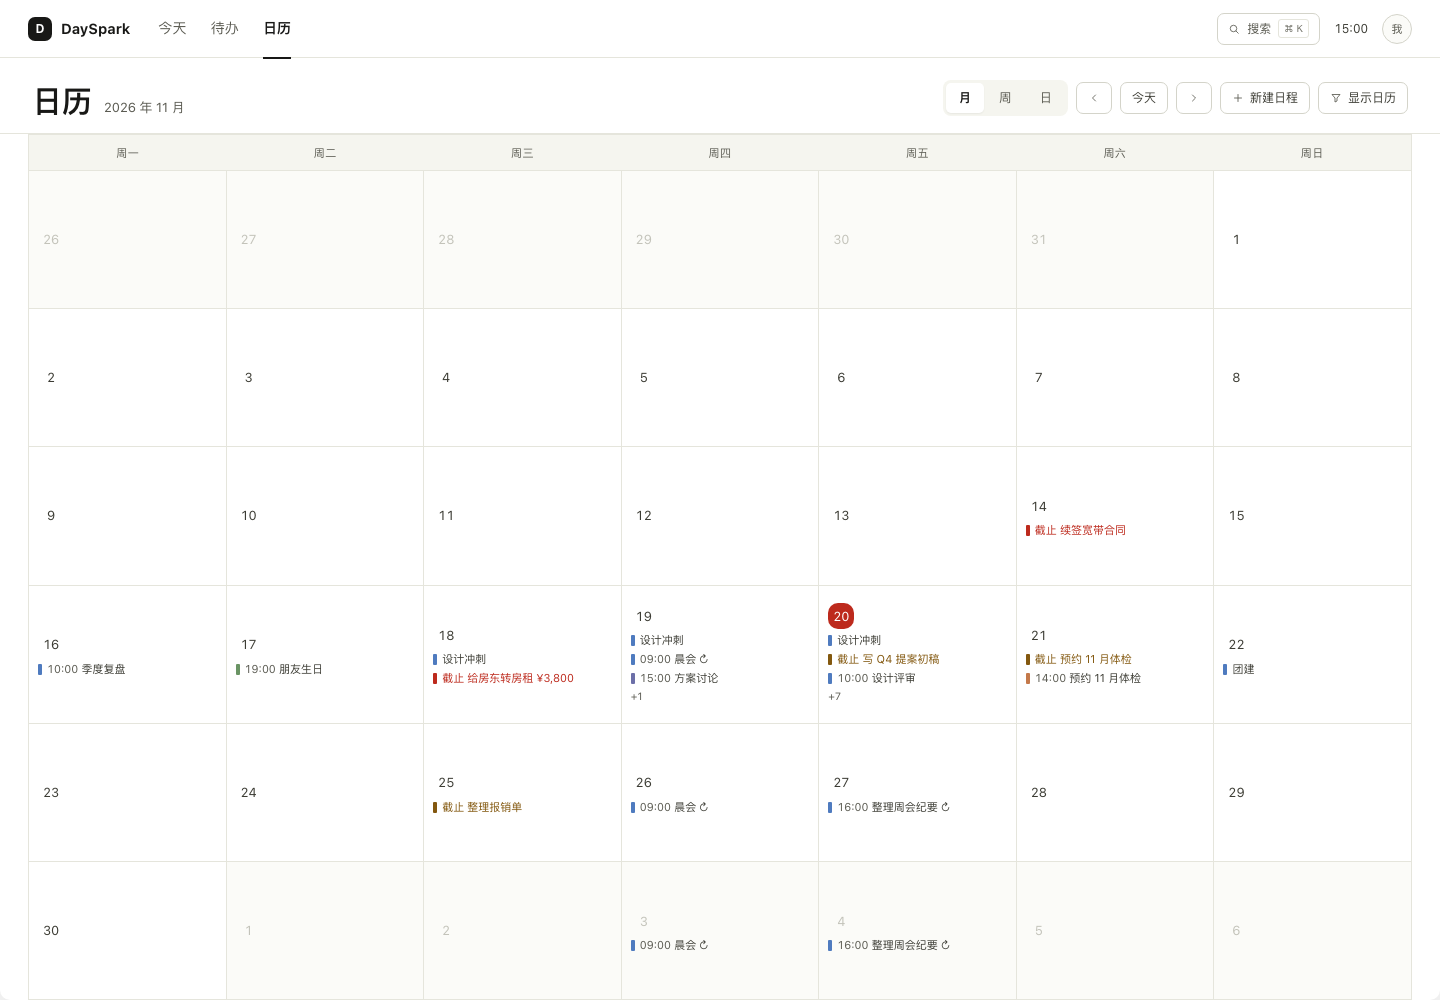 D DaySpark 今天 待办 日历 搜索 ⌘ K 15:00 我
日历 2026 年 11 月 月 周 日 ‹ 今天 › + 新建日程 显示日历
周一 周二 周三 周四 周五 周六 周日
26 27 28 29 30 31 1
2 3 4 5 6 7 8
9 10 11 12 13 14 15
截止 续签宽带合同
16
10:00 季度复盘
17
19:00 朋友生日
18
设计冲刺
截止 给房东转房租 ¥3,800
19
设计冲刺
09:00 晨会 ↻
15:00 方案讨论
+1
20
设计冲刺
截止 写 Q4 提案初稿
10:00 设计评审
+7
21
截止 预约 11 月体检
14:00 预约 11 月体检
22
团建
23
24
25
截止 整理报销单
26
09:00 晨会 ↻
27
16:00 整理周会纪要 ↻
28
29
30
1
2
3
09:00 晨会 ↻
4
16:00 整理周会纪要 ↻
5
6